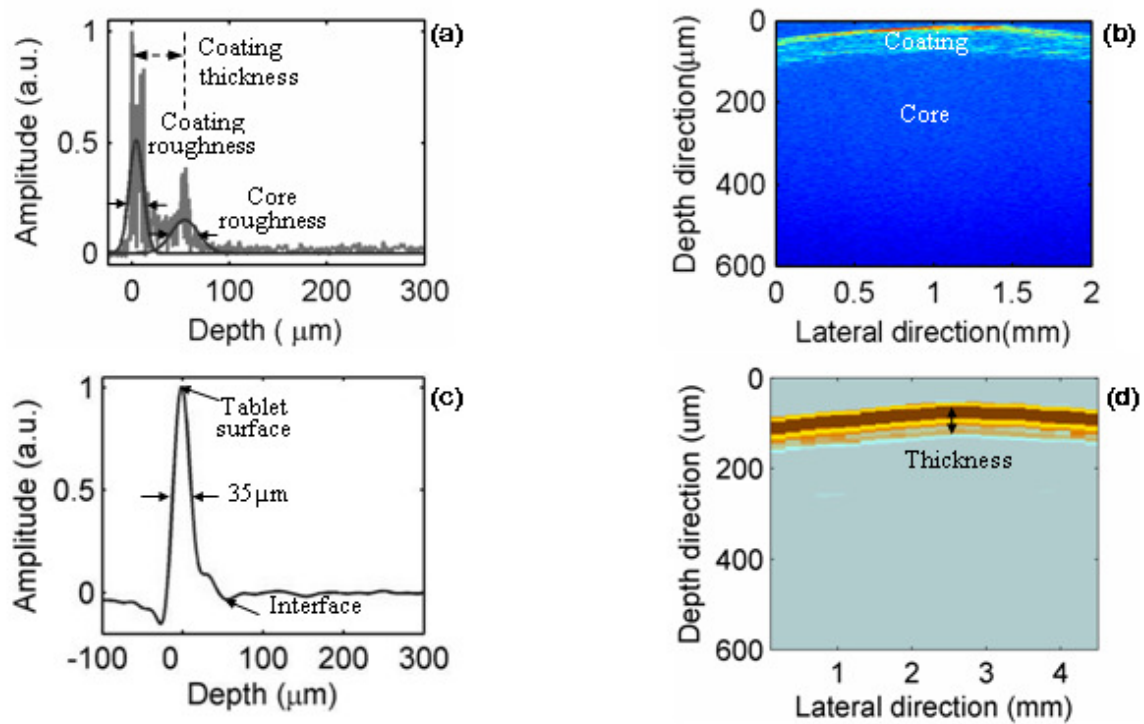 (a)
Amplitude (a.u.)
1
0.5
0
Coating
thickness
Coating
roughness
Core
roughness
0 100 200 300
Depth ( μm)
(b)
Depth direction(μm)
0
200
400
600
Coating
Core
0 0.5 1 1.5 2
Lateral direction(mm)
(c)
Amplitude (a.u.)
1
0.5
0
Tablet
surface
35μm
Interface
-100 0 100 200 300
Depth (μm)
(d)
Depth direction (um)
0
200
400
600
Thickness
1 2 3 4
Lateral direction (mm)